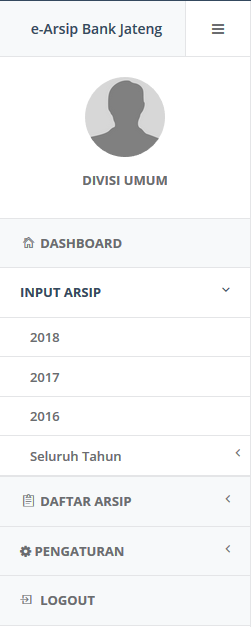 e-Arsip Bank Jateng
DIVISI UMUM
DASHBOARD
INPUT ARSIP
2018
2017
2016
Seluruh Tahun
DAFTAR ARSIP
PENGATURAN
LOGOUT